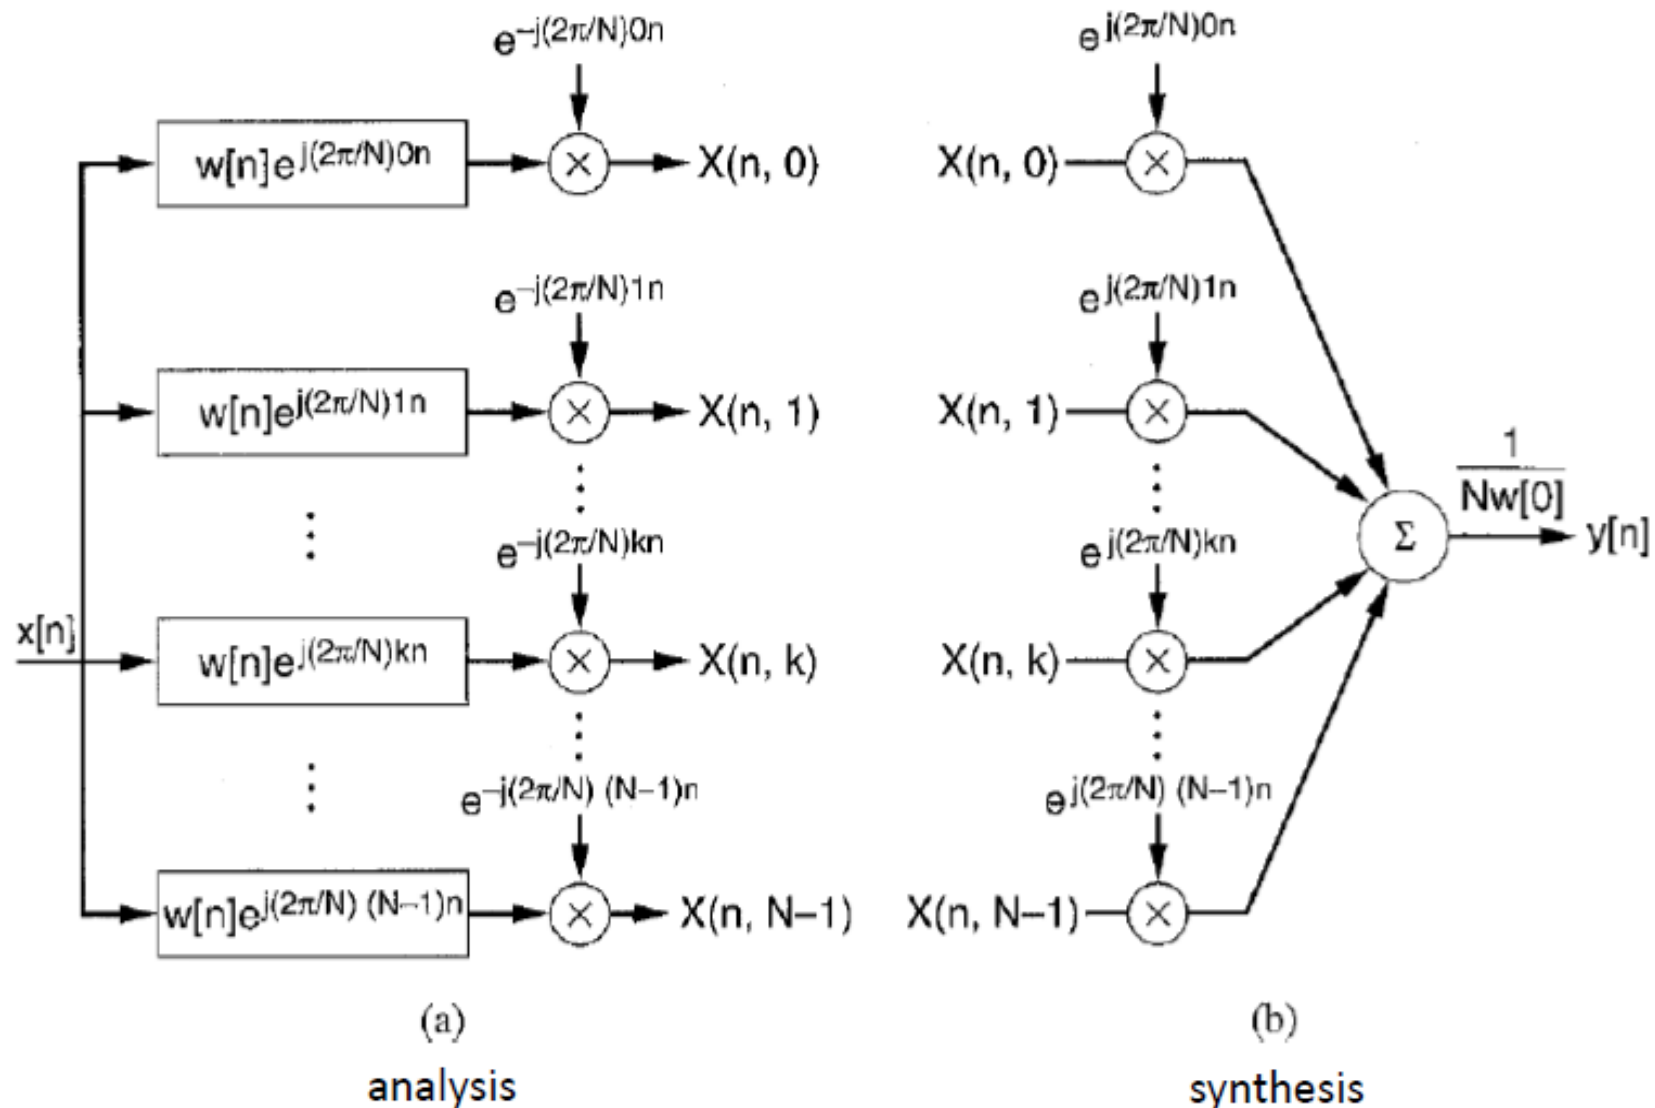 e^{-j(2π/N)0n}
w[n]e^{j(2π/N)0n}
X(n, 0)
e^{-j(2π/N)1n}
w[n]e^{j(2π/N)1n}
X(n, 1)
e^{-j(2π/N)kn}
x[n]
w[n]e^{j(2π/N)kn}
X(n, k)
e^{-j(2π/N) (N-1)n}
w[n]e^{j(2π/N) (N-1)n}
X(n, N-1)
(a)
analysis
e^{j(2π/N)0n}
X(n, 0)
e^{j(2π/N)1n}
X(n, 1)
e^{j(2π/N)kn}
X(n, k)
e^{j(2π/N) (N-1)n}
X(n, N-1)
Σ
1
Nw[0]
y[n]
(b)
synthesis